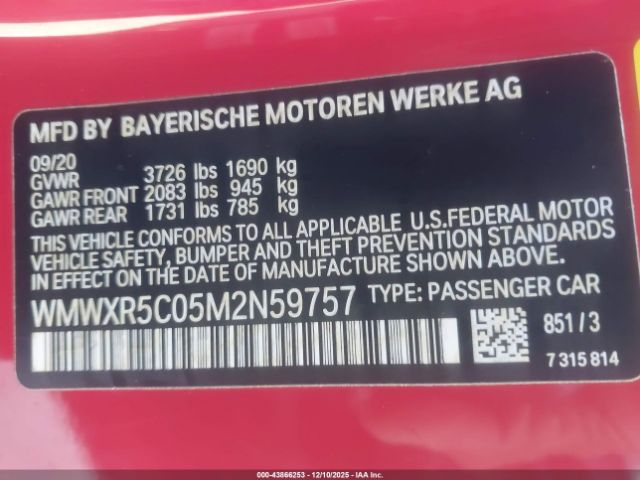 MFD BY BAYERISCHE MOTOREN WERKE AG
09/20
GVWR 3726 lbs 1690 kg
GAWR FRONT 2083 lbs 945 kg
GAWR REAR 1731 lbs 785 kg
THIS VEHICLE CONFORMS TO ALL APPLICABLE U.S.FEDERAL MOTOR
VEHICLE SAFETY, BUMPER AND THEFT PREVENTION STANDARDS
IN EFFECT ON THE DATE OF MANUFACTURE SHOWN ABOVE.
WMWXR5C05M2N59757 TYPE: PASSENGER CAR
851/3
7 315 814
000-43866253 - 12/10/2025 - IAA Inc.